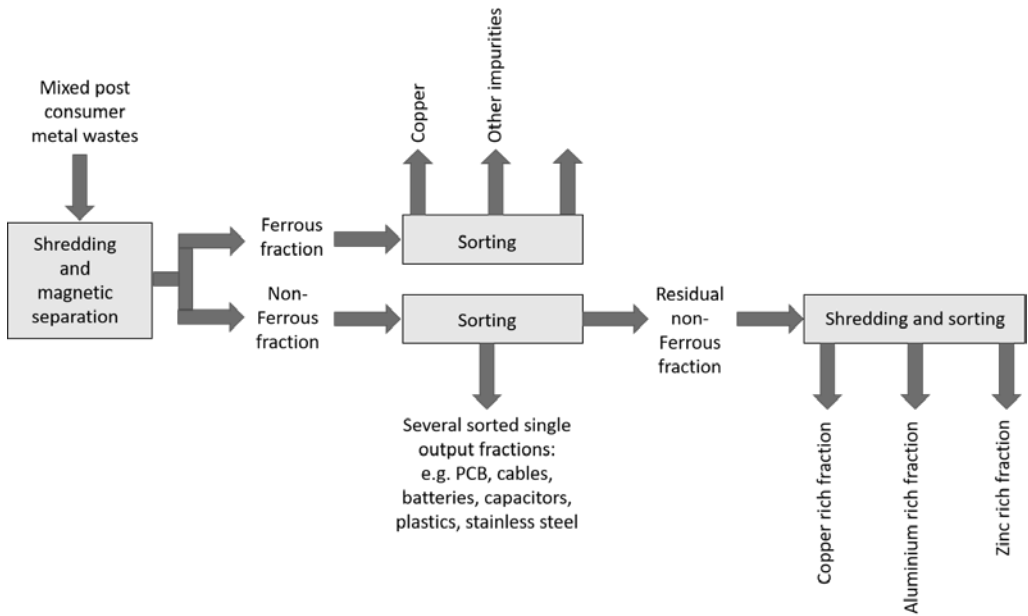 Mixed post
consumer
metal wastes
Shredding
and
magnetic
separation
Ferrous
fraction
Non-
Ferrous
fraction
Copper
Other impurities
Sorting
Sorting
Several sorted single
output fractions:
e.g. PCB, cables,
batteries, capacitors,
plastics, stainless steel
Residual
non-
Ferrous
fraction
Shredding and sorting
Copper rich fraction
Aluminium rich fraction
Zinc rich fraction